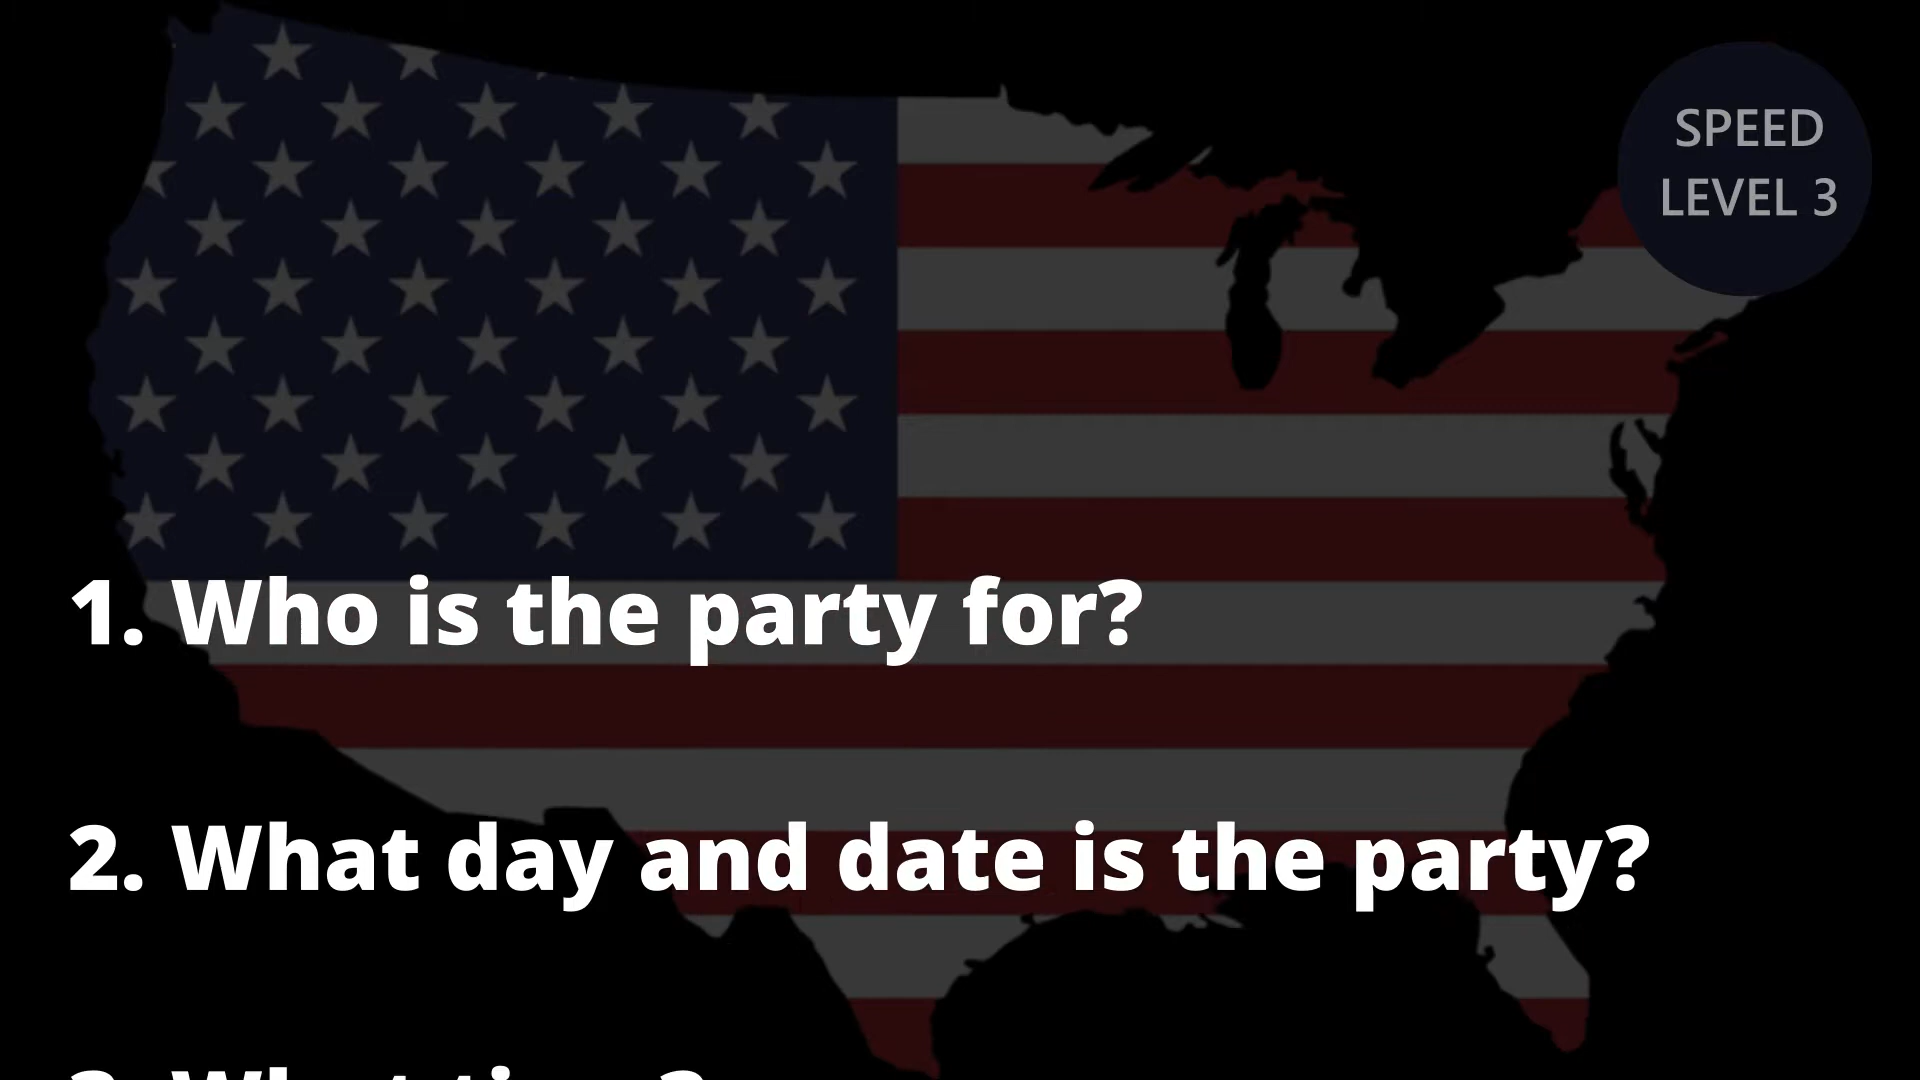 SPEED
LEVEL 3
1. Who is the party for?
2. What day and date is the party?